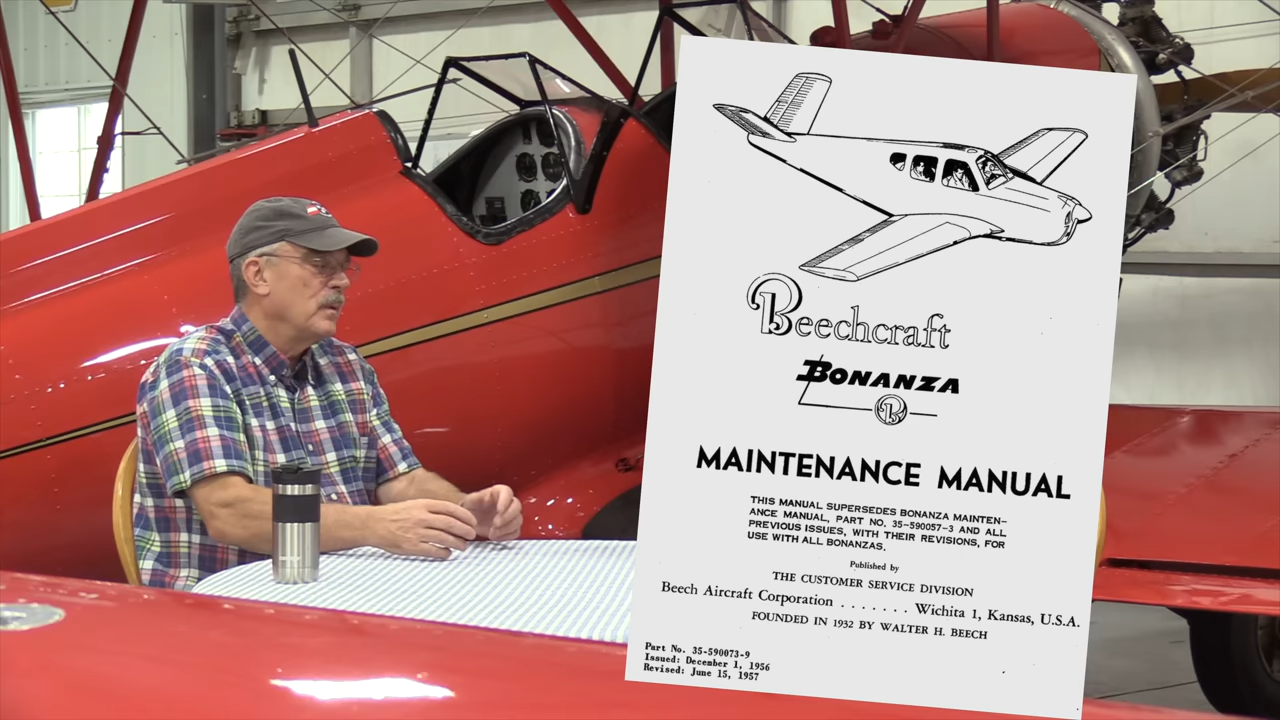 Beechcraft
BONANZA
B
MAINTENANCE MANUAL
THIS MANUAL SUPERSEDES BONANZA MAINTEN-
ANCE MANUAL, PART NO. 35-590057-3 AND ALL
PREVIOUS ISSUES, WITH THEIR REVISIONS, FOR
USE WITH ALL BONANZAS.
Published by
THE CUSTOMER SERVICE DIVISION
Beech Aircraft Corporation . . . . . . . Wichita 1, Kansas, U.S.A.
FOUNDED IN 1932 BY WALTER H. BEECH
Part No. 35-590073-9
Issued: December 1, 1956
Revised: June 15, 1957